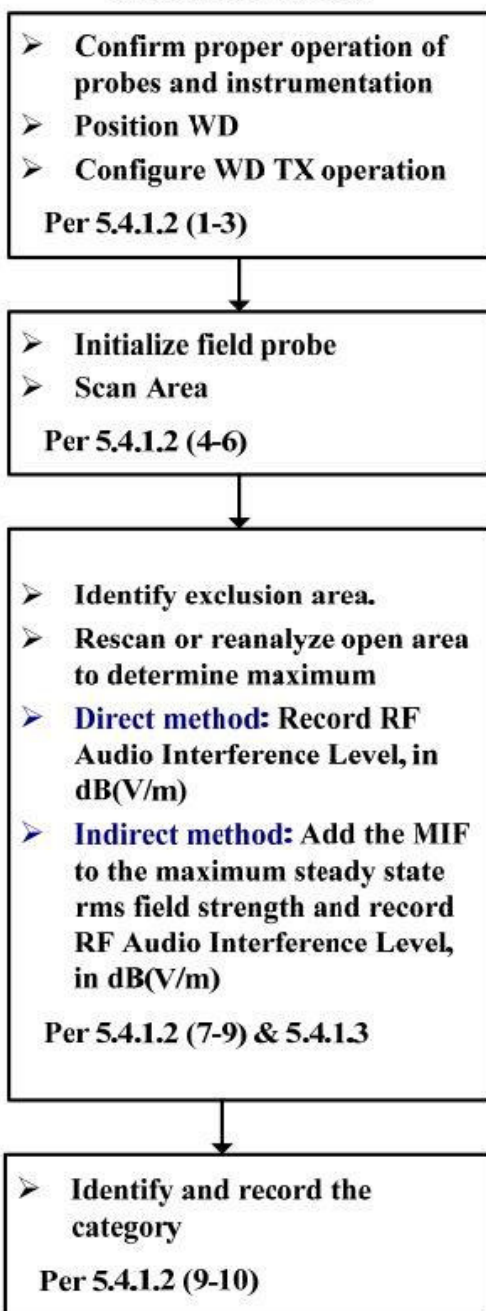 ➢ Confirm proper operation of
probes and instrumentation
➢ Position WD
➢ Configure WD TX operation
Per 5.4.1.2 (1-3)
➢ Initialize field probe
➢ Scan Area
Per 5.4.1.2 (4-6)
➢ Identify exclusion area.
➢ Rescan or reanalyze open area
to determine maximum
➢ Direct method: Record RF
Audio Interference Level, in
dB(V/m)
➢ Indirect method: Add the MIF
to the maximum steady state
rms field strength and record
RF Audio Interference Level,
in dB(V/m)
Per 5.4.1.2 (7-9) & 5.4.1.3
➢ Identify and record the
category
Per 5.4.1.2 (9-10)